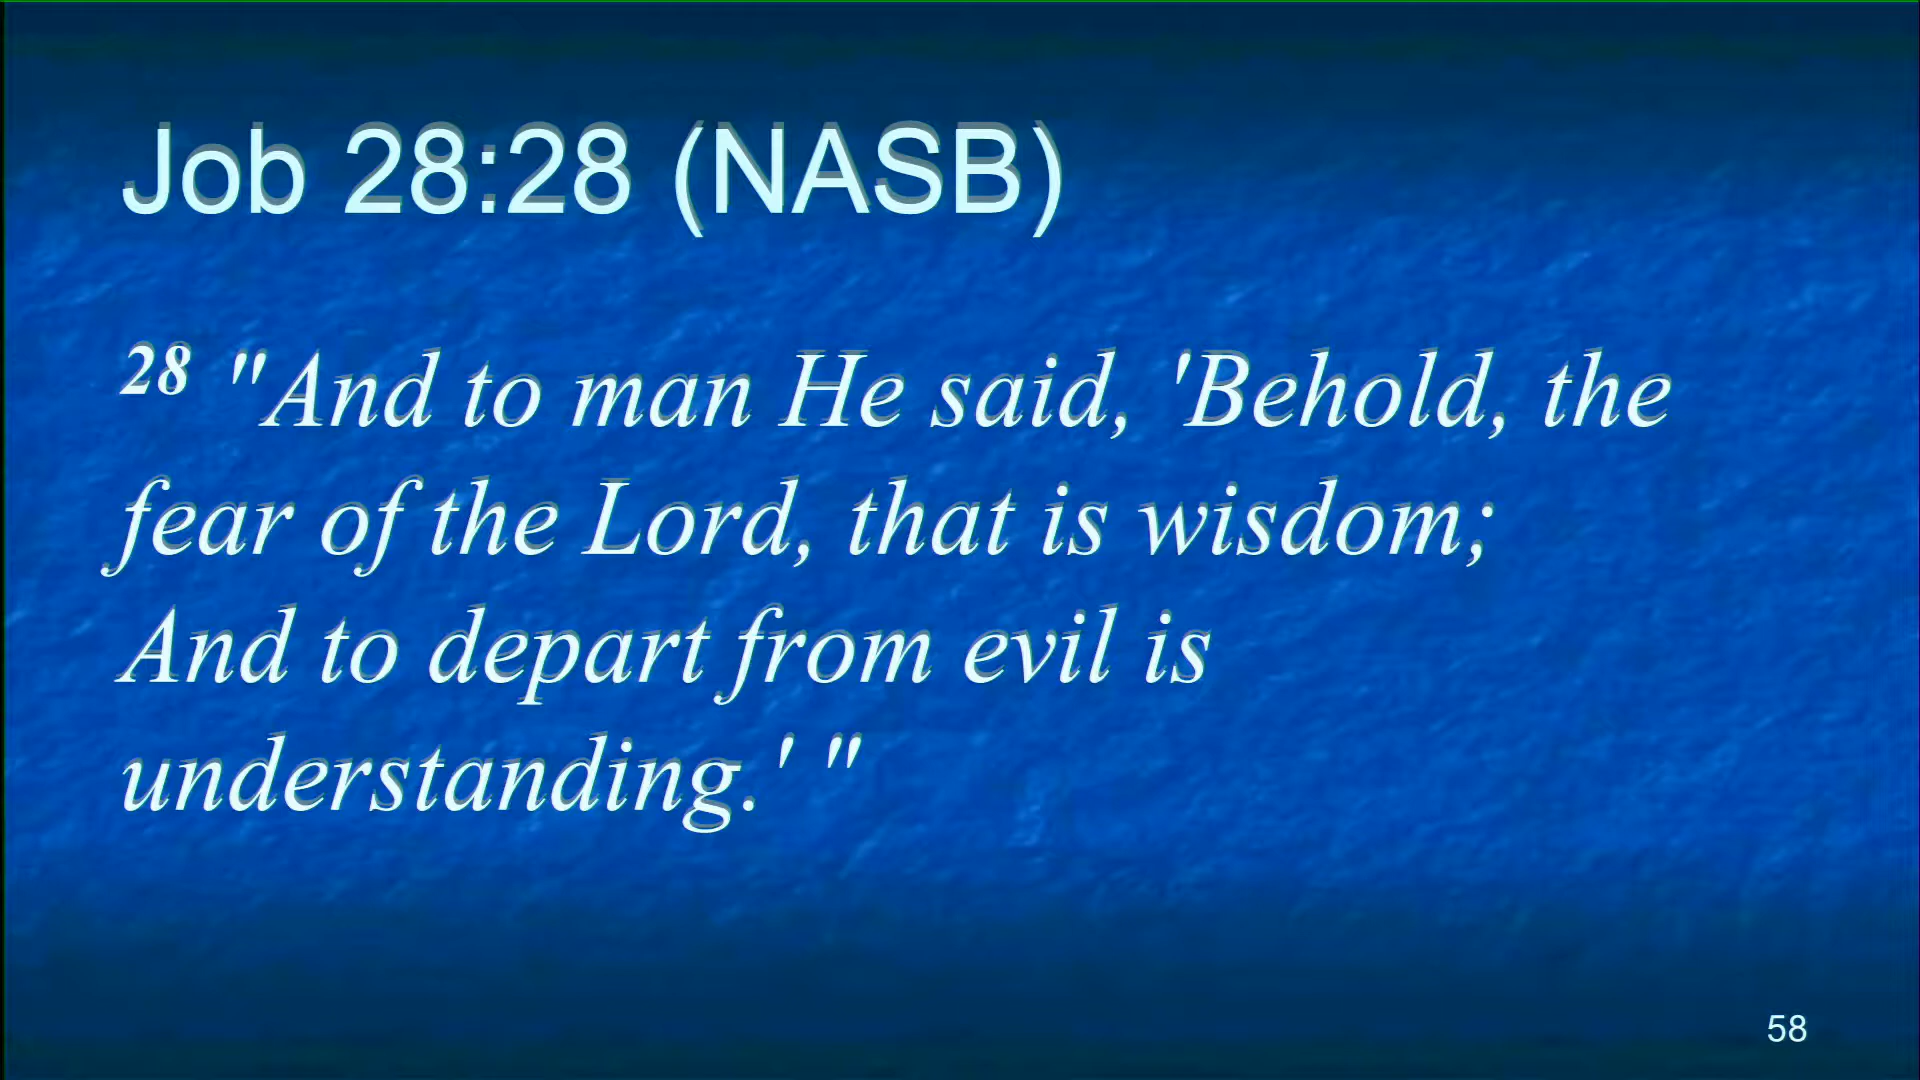 Job 28:28 (NASB)
28 "And to man He said, 'Behold, the
fear of the Lord, that is wisdom;
And to depart from evil is
understanding.' "
58